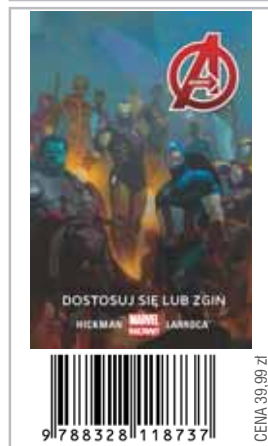 DOSTOSUJ SIĘ LUB ZGIŃ
HICKMAN MARVEL LARROCA
9 788328 118737
CENA 39,99 zł